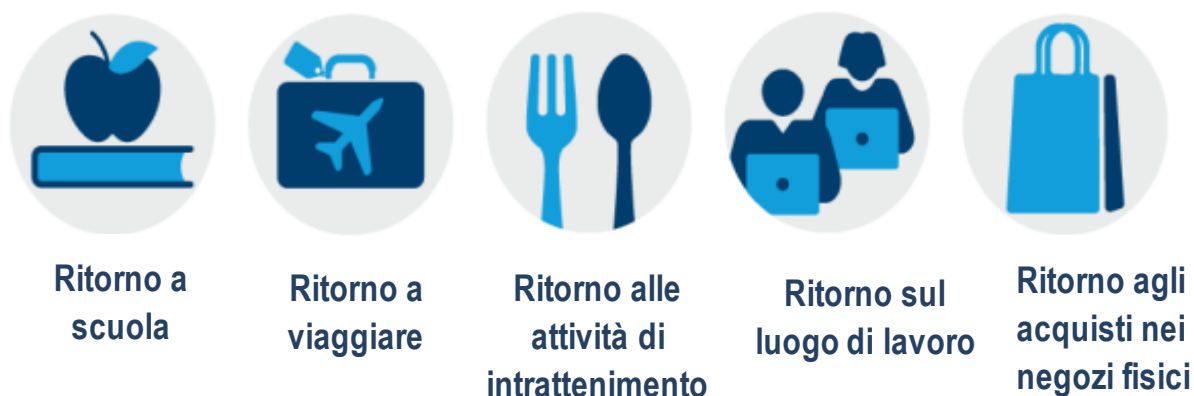 Ritorno a
scuola
Ritorno a
viaggiare
Ritorno alle
attività di
intrattenimento
Ritorno sul
luogo di lavoro
Ritorno agli
acquisti nei
negozi fisici